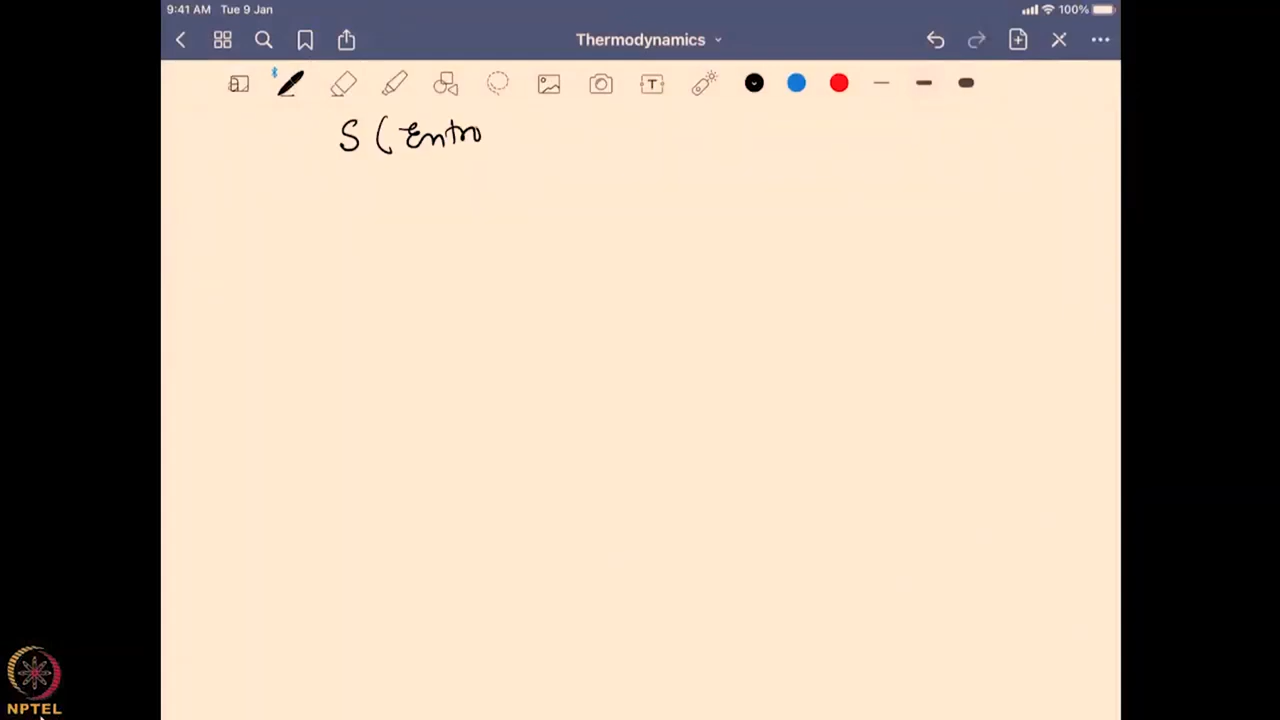 9:41 AM Tue 9 Jan 100%
Thermodynamics
T
S (Entro
NPTEL